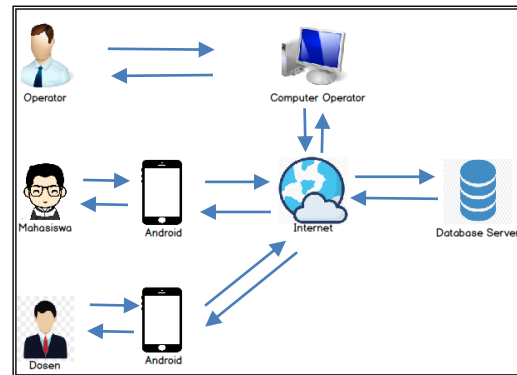 Operator
Computer Operator
Mahasiswa
Android
Internet
Database Server
Dosen
Android